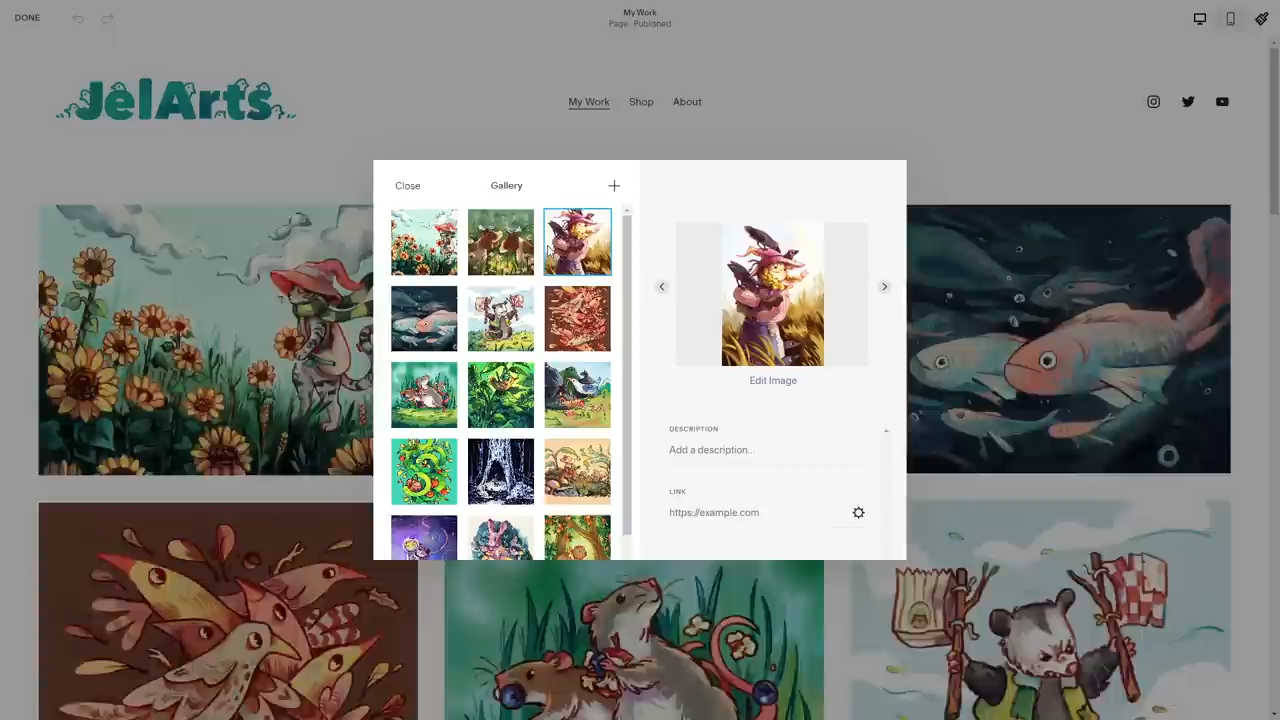 DONE
My Work
Page · Published
JelArts
My Work
Shop
About
Close
Gallery
Edit Image
DESCRIPTION
Add a description...
LINK
https://example.com